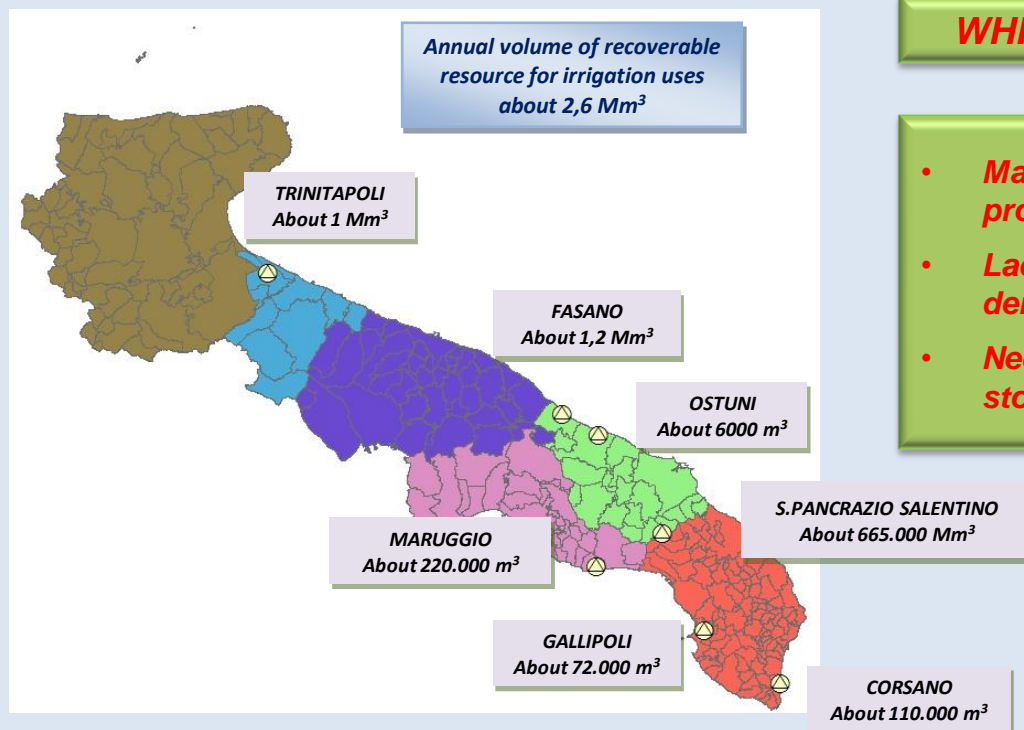 Annual volume of recoverable
resource for irrigation uses
about 2,6 Mm³
TRINITAPOLI
About 1 Mm³
FASANO
About 1,2 Mm³
OSTUNI
About 6000 m³
S.PANCRAZIO SALENTINO
About 665.000 Mm³
MARUGGIO
About 220.000 m³
GALLIPOLI
About 72.000 m³
CORSANO
About 110.000 m³